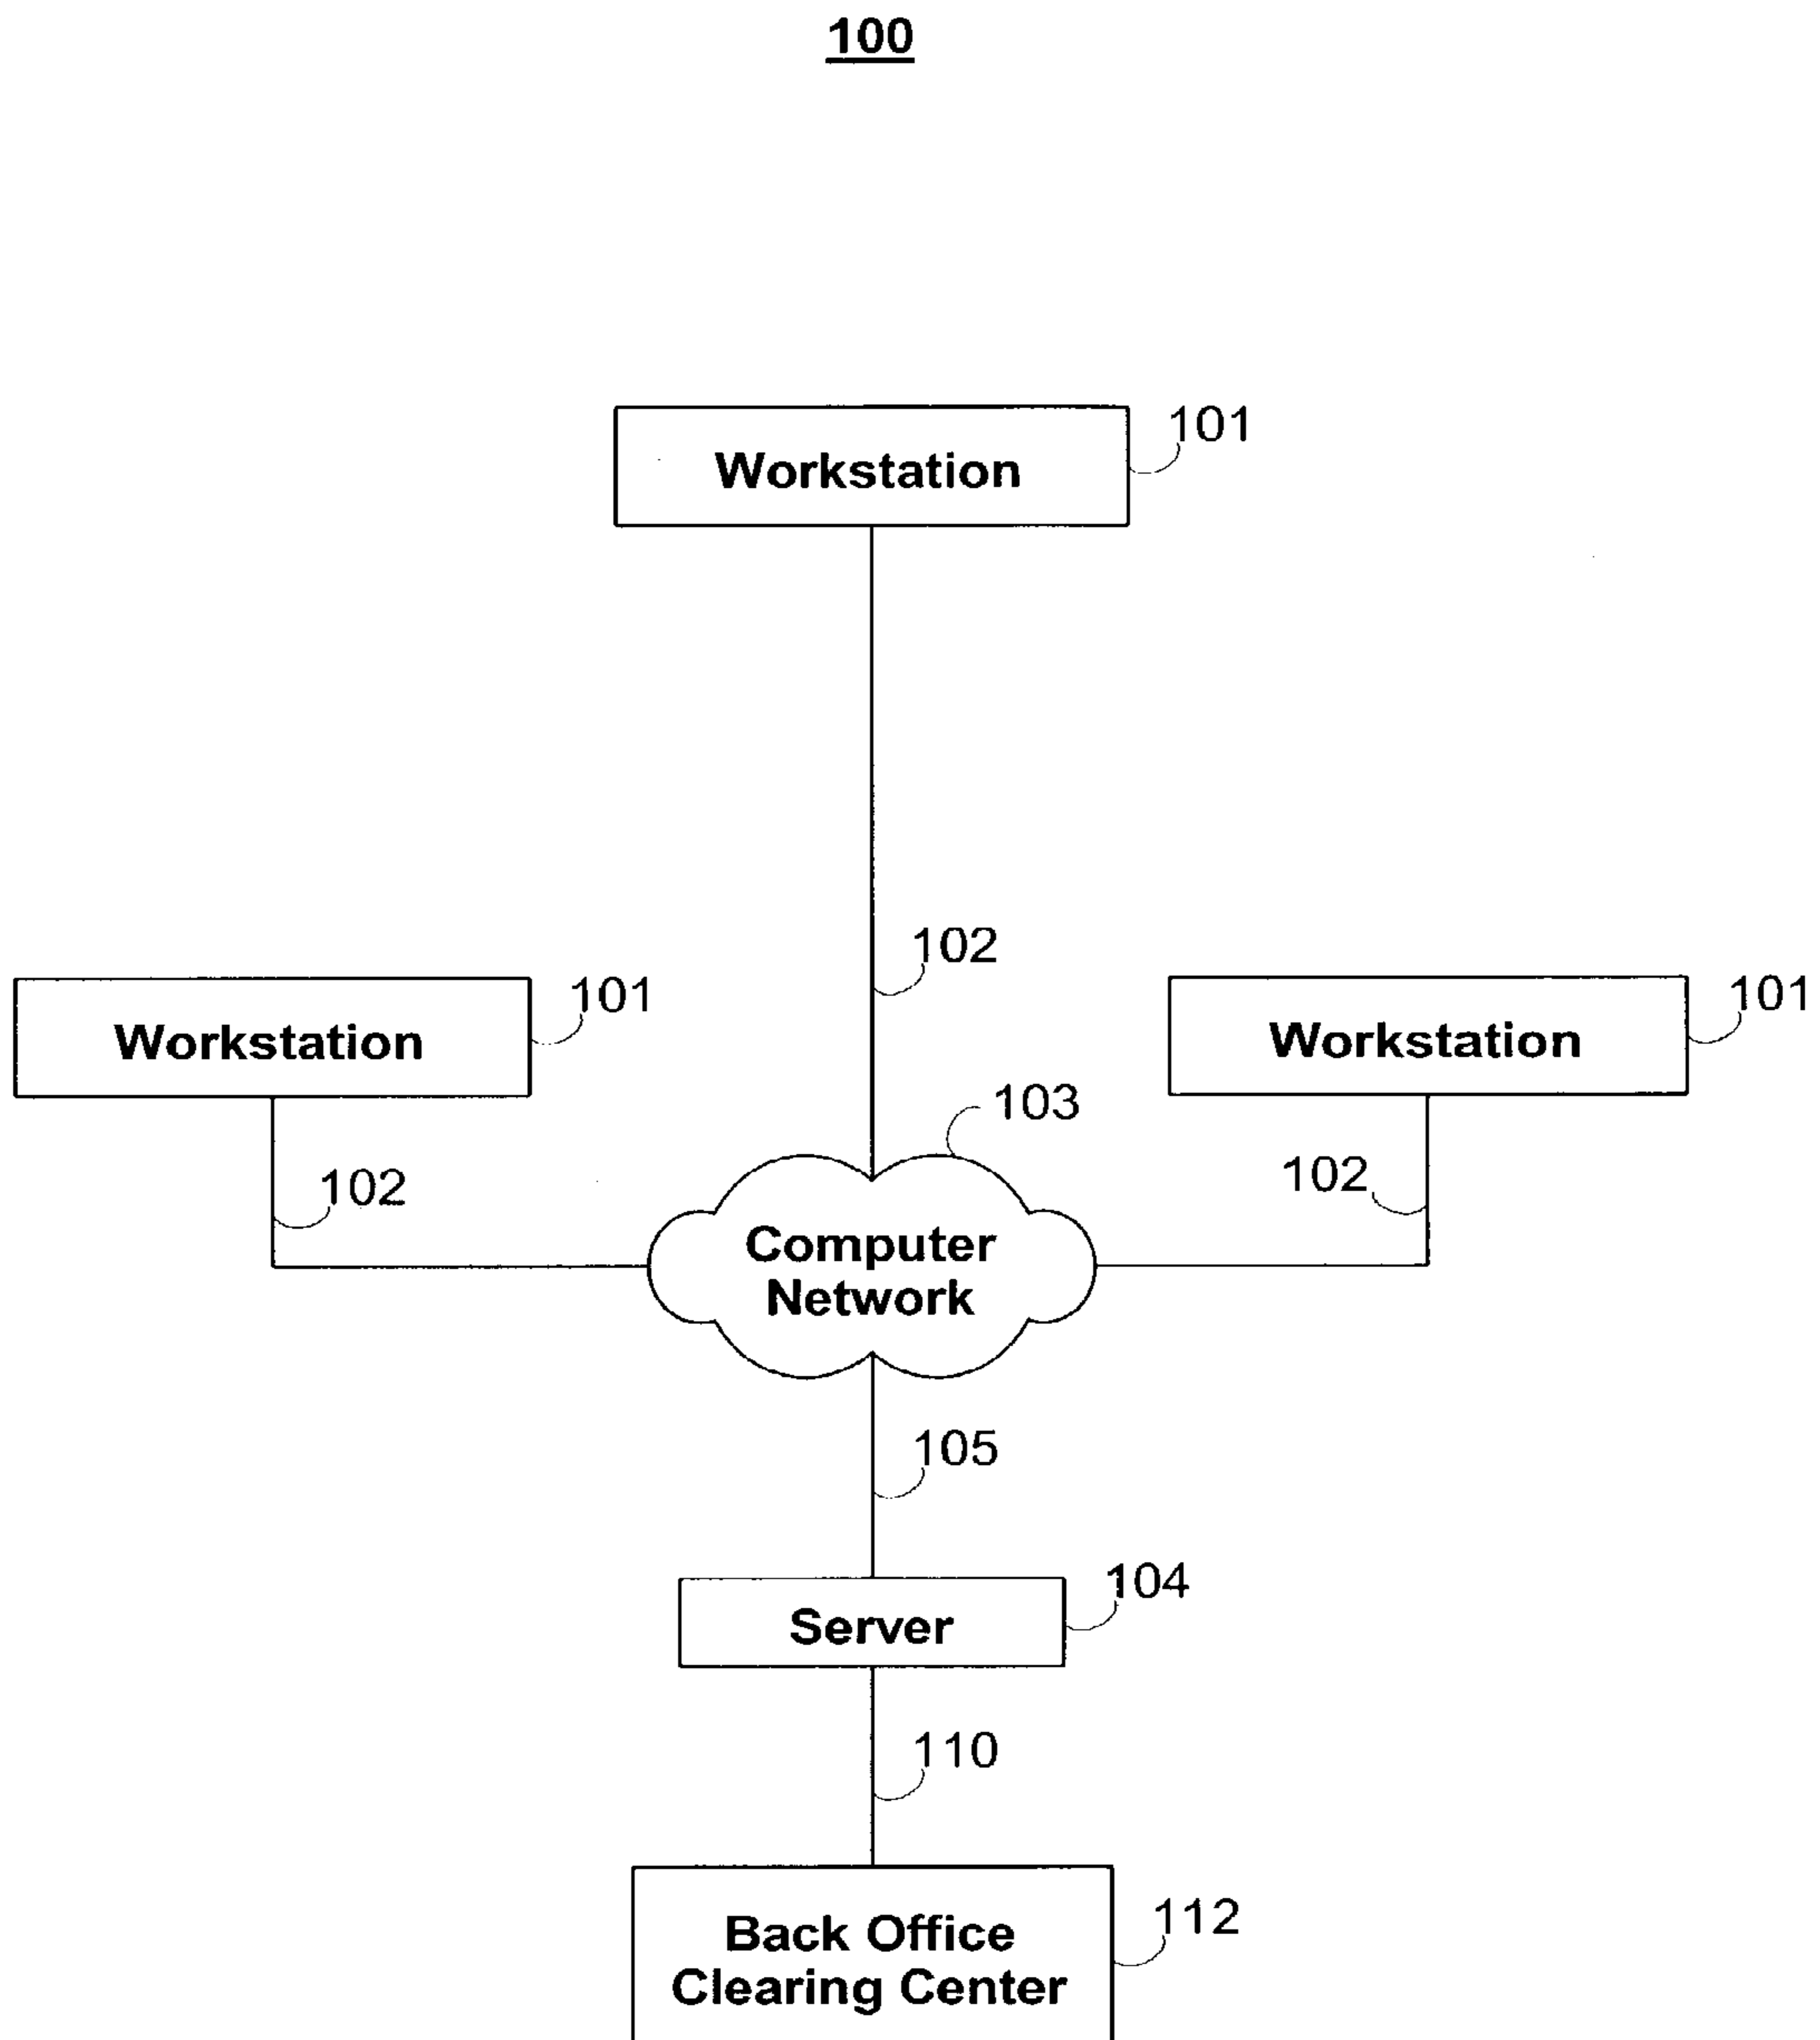 100
Workstation
101
102
Workstation
101
Workstation
101
103
102
102
Computer
Network
105
104
Server
110
Back Office
Clearing Center
112